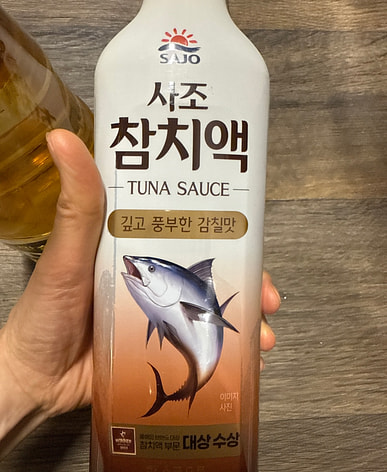 SAJO
사조
참치액
TUNA SAUCE
깊고 풍부한 감칠맛
이미지
사진
참치액 부문 대상 수상